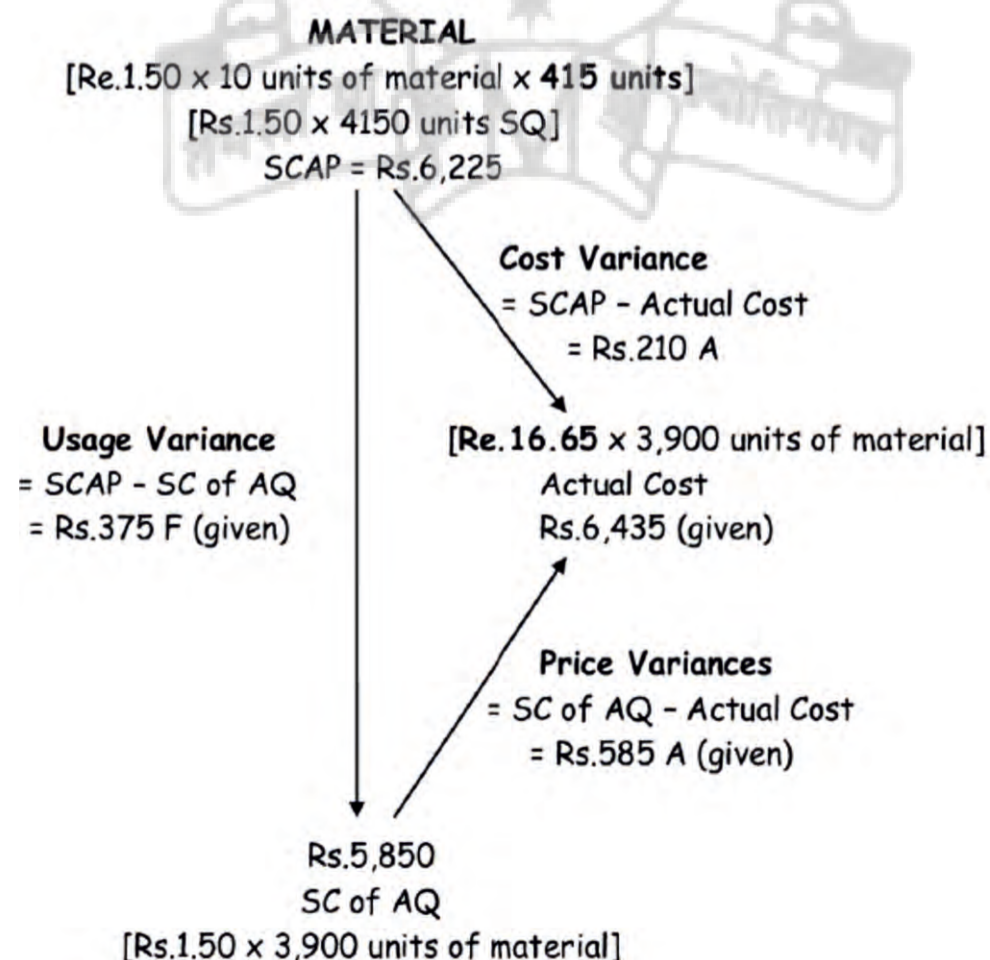 MATERIAL
[Re.1.50 x 10 units of material x 415 units]
[Rs.1.50 x 4150 units SQ]
SCAP = Rs.6,225
Cost Variance
= SCAP - Actual Cost
= Rs.210 A
Usage Variance
= SCAP - SC of AQ
= Rs.375 F (given)
[Re.16.65 x 3,900 units of material]
Actual Cost
Rs.6,435 (given)
Price Variances
= SC of AQ - Actual Cost
= Rs.585 A (given)
Rs.5,850
SC of AQ
[Rs.1.50 x 3,900 units of material]